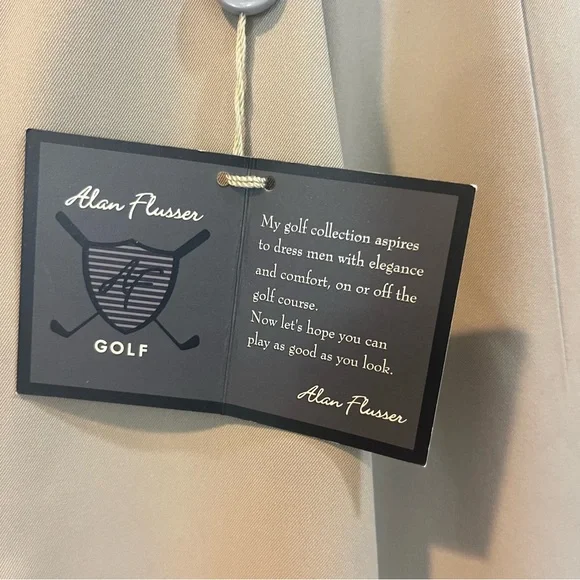 Alan Flusser
AF
GOLF
My golf collection aspires
to dress men with elegance
and comfort, on or off the
golf course.
Now let's hope you can
play as good as you look.
Alan Flusser